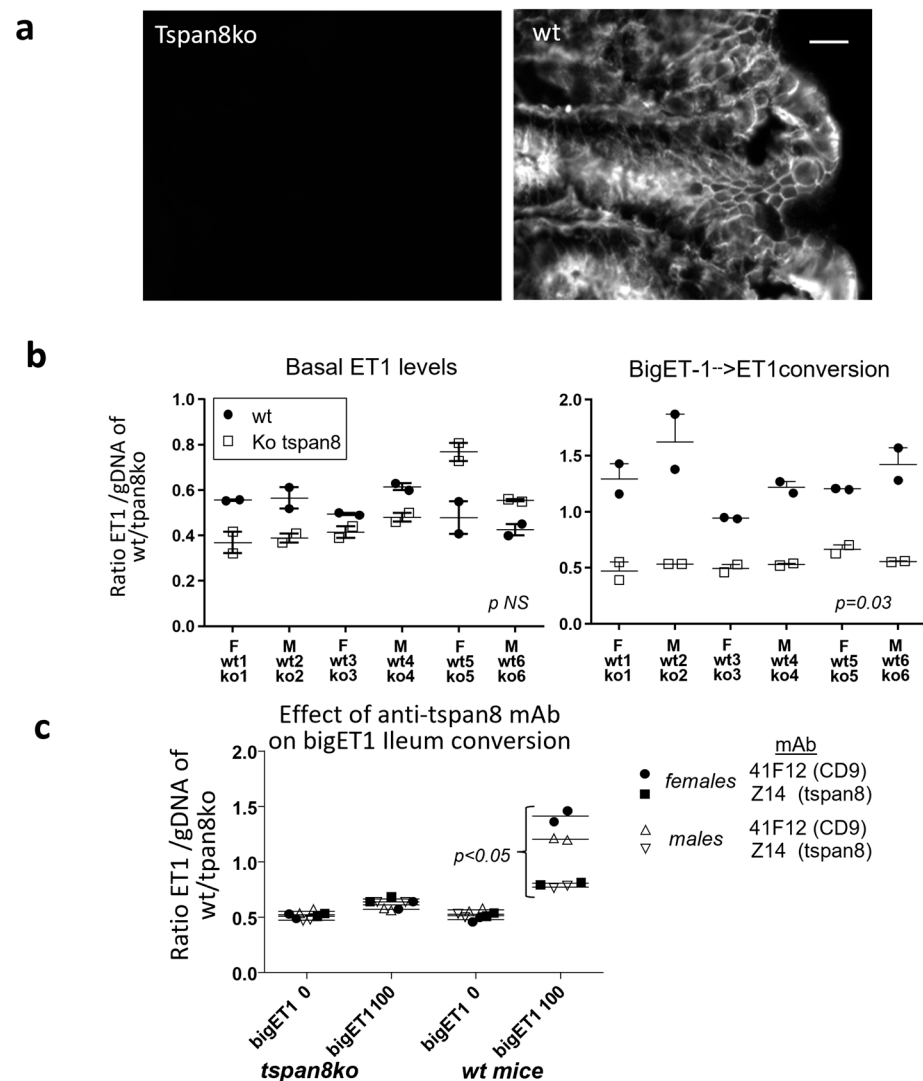 a
Tspan8ko
wt
b
Basal ET1 levels
BigET-1-->ET1conversion
Ratio ET1 /gDNA of
wt/tpan8ko
1.0
0.8
0.6
0.4
0.2
0.0
wt
Ko tspan8
p NS
F M F M F M
wt1 wt2 wt3 wt4 wt5 wt6
ko1 ko2 ko3 ko4 ko5 ko6
2.0
1.5
1.0
0.5
0.0
p=0.03
F M F M F M
wt1 wt2 wt3 wt4 wt5 wt6
ko1 ko2 ko3 ko4 ko5 ko6
c
Effect of anti-tspan8 mAb
on bigET1 Ileum conversion
Ratio ET1 /gDNA of
wt/tpan8ko
2.0
1.5
1.0
0.5
0.0
p<0.05
bigET1 0
bigET1 100
bigET1 0
bigET1 100
tspan8ko
wt mice
mAb
females 41F12 (CD9)
Z14 (tspan8)
males 41F12 (CD9)
Z14 (tspan8)